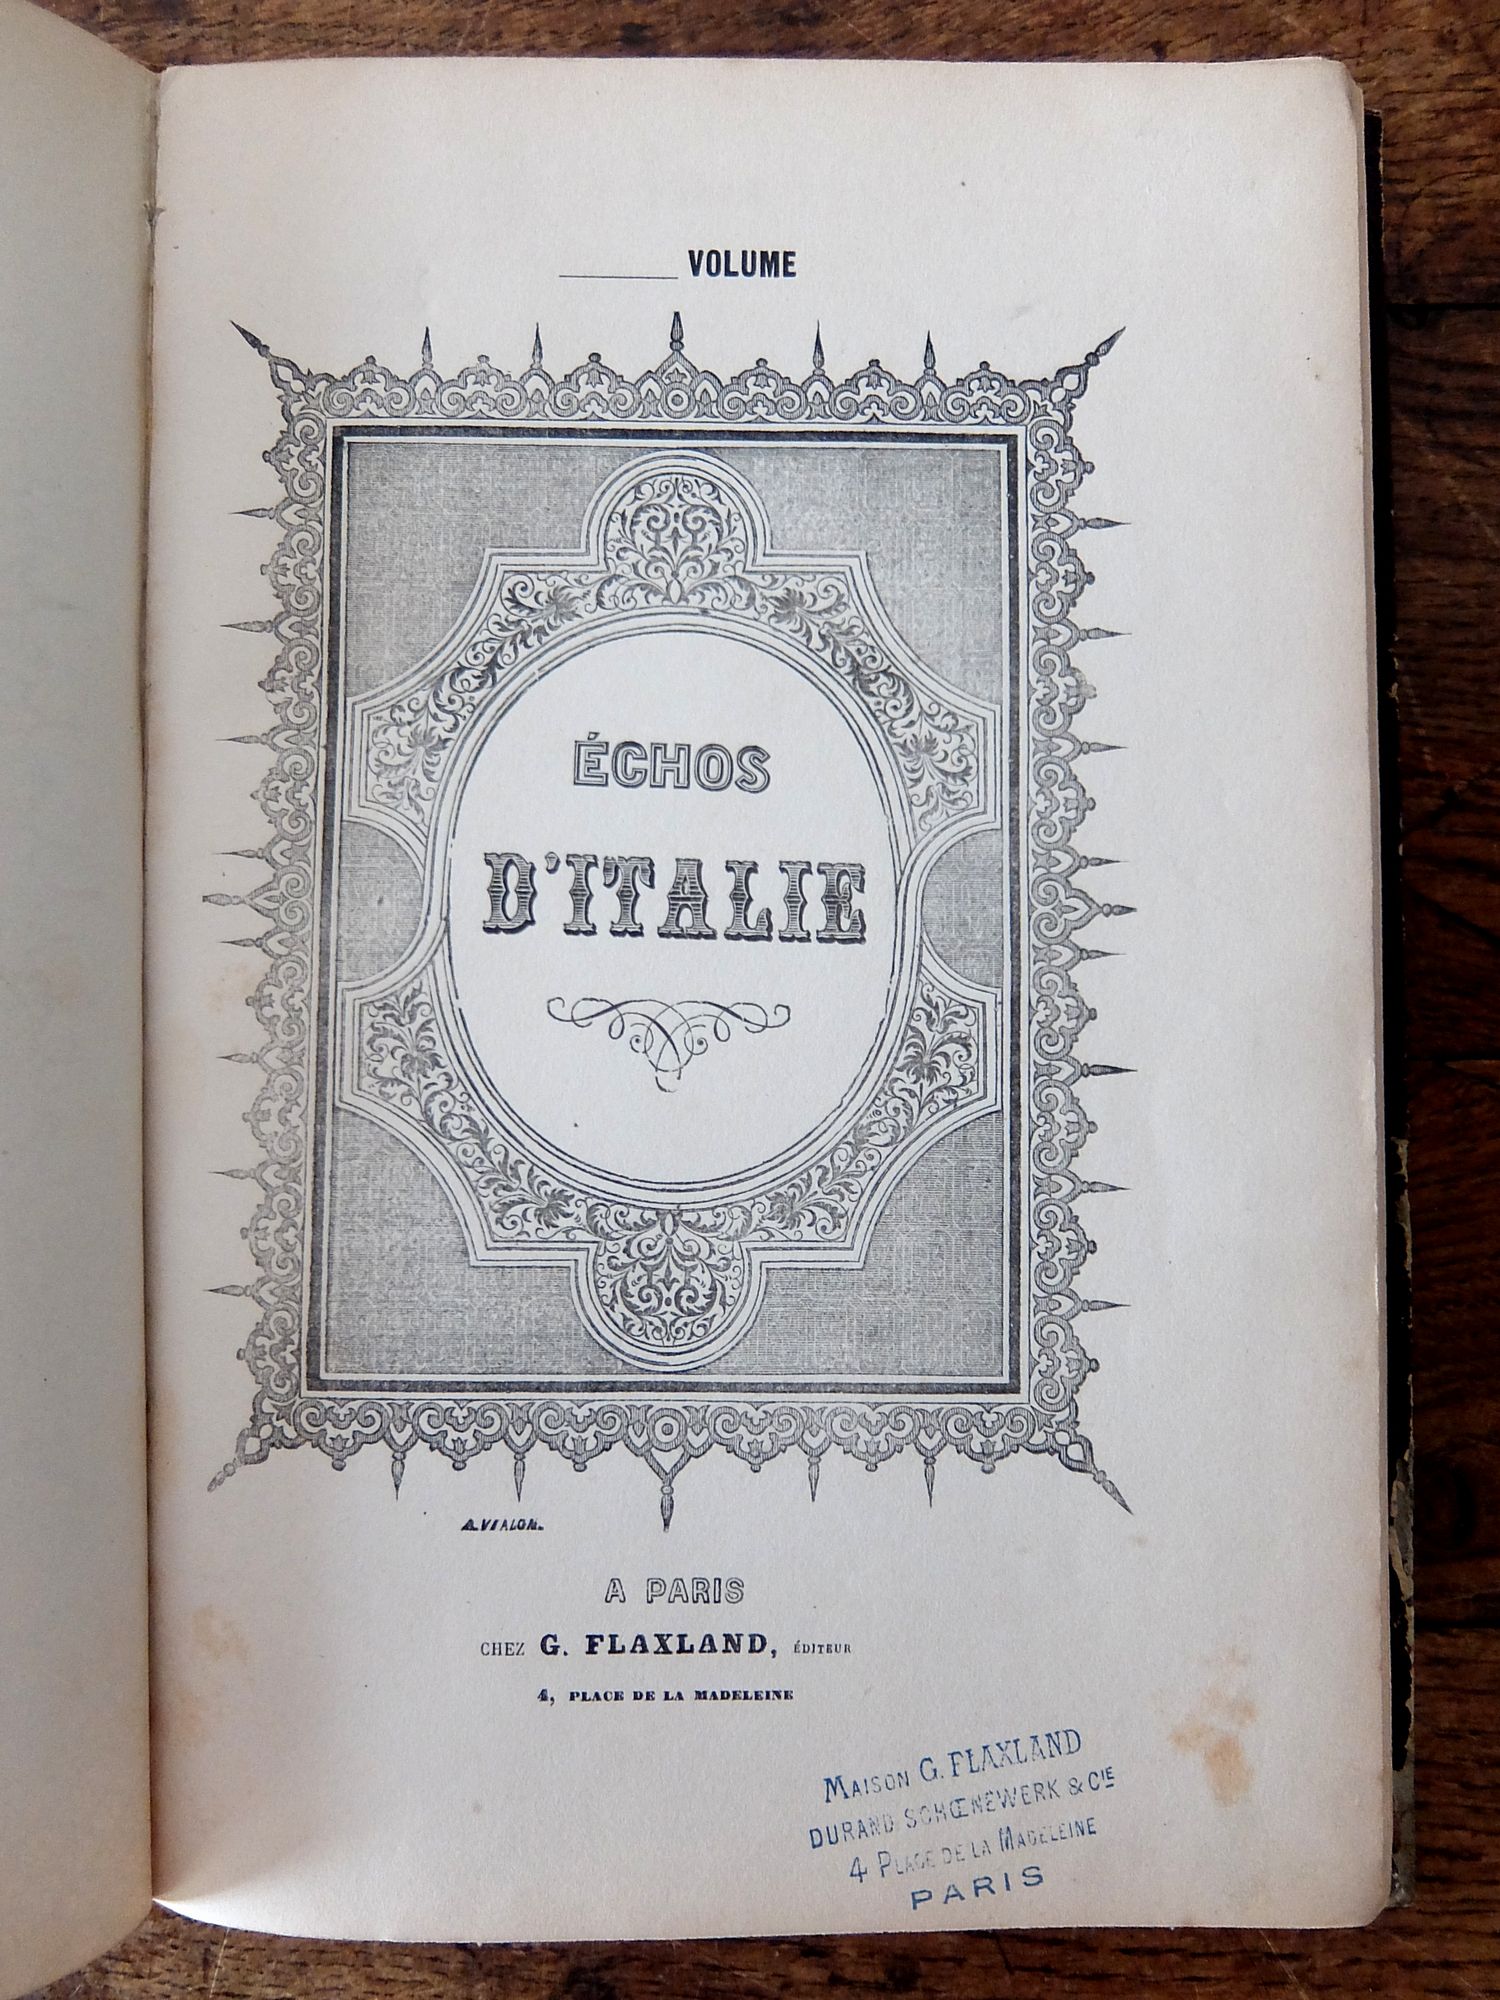 VOLUME
ÉCHOS
D'ITALIE
A. VIALON.
A PARIS
CHEZ G. FLAXLAND, ÉDITEUR
4, PLACE DE LA MADELEINE
MAISON G. FLAXLAND
DURAND SCHŒNEWERK & CIE
4 PLACE DE LA MADELEINE
PARIS